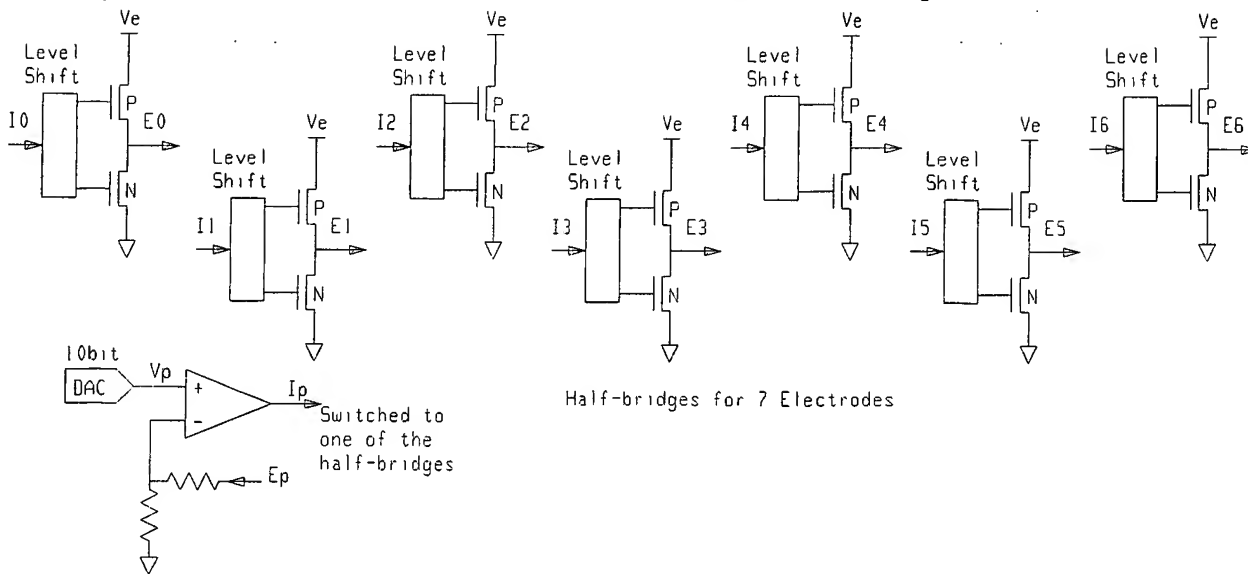 Ve
Level
Shift
I0
P
E0
N
Ve
Level
Shift
I1
P
E1
N
Ve
Level
Shift
I2
P
E2
N
Ve
Level
Shift
I3
P
E3
N
Ve
Level
Shift
I4
P
E4
N
Ve
Level
Shift
I5
P
E5
N
Ve
Level
Shift
I6
P
E6
N
10bit
DAC
Vp
+
-
Ip
Switched to
one of the
half-bridges
Ep
Half-bridges for 7 Electrodes